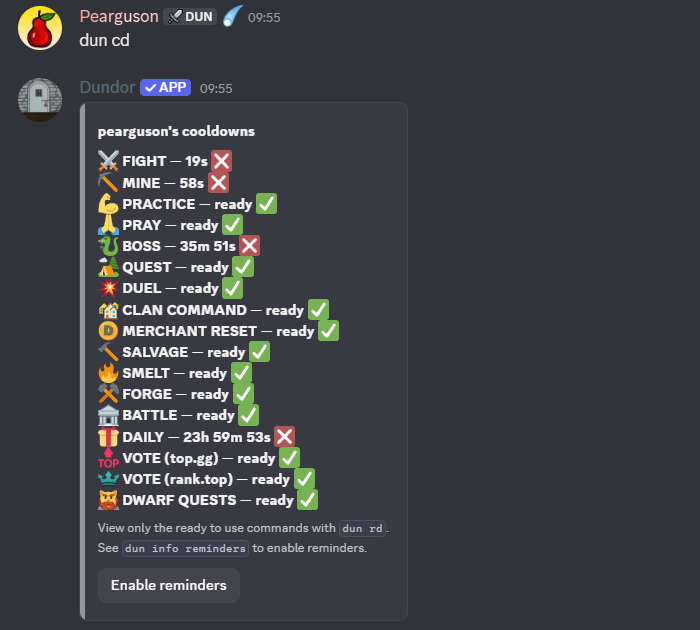 Pearguson DUN 09:55
dun cd
Dundor APP 09:55
pearguson's cooldowns
FIGHT — 19s
MINE — 58s
PRACTICE — ready
PRAY — ready
BOSS — 35m 51s
QUEST — ready
DUEL — ready
CLAN COMMAND — ready
MERCHANT RESET — ready
SALVAGE — ready
SMELT — ready
FORGE — ready
BATTLE — ready
DAILY — 23h 59m 53s
TOP VOTE (top.gg) — ready
VOTE (rank.top) — ready
DWARF QUESTS — ready
View only the ready to use commands with dun rd.
See dun info reminders to enable reminders.
Enable reminders